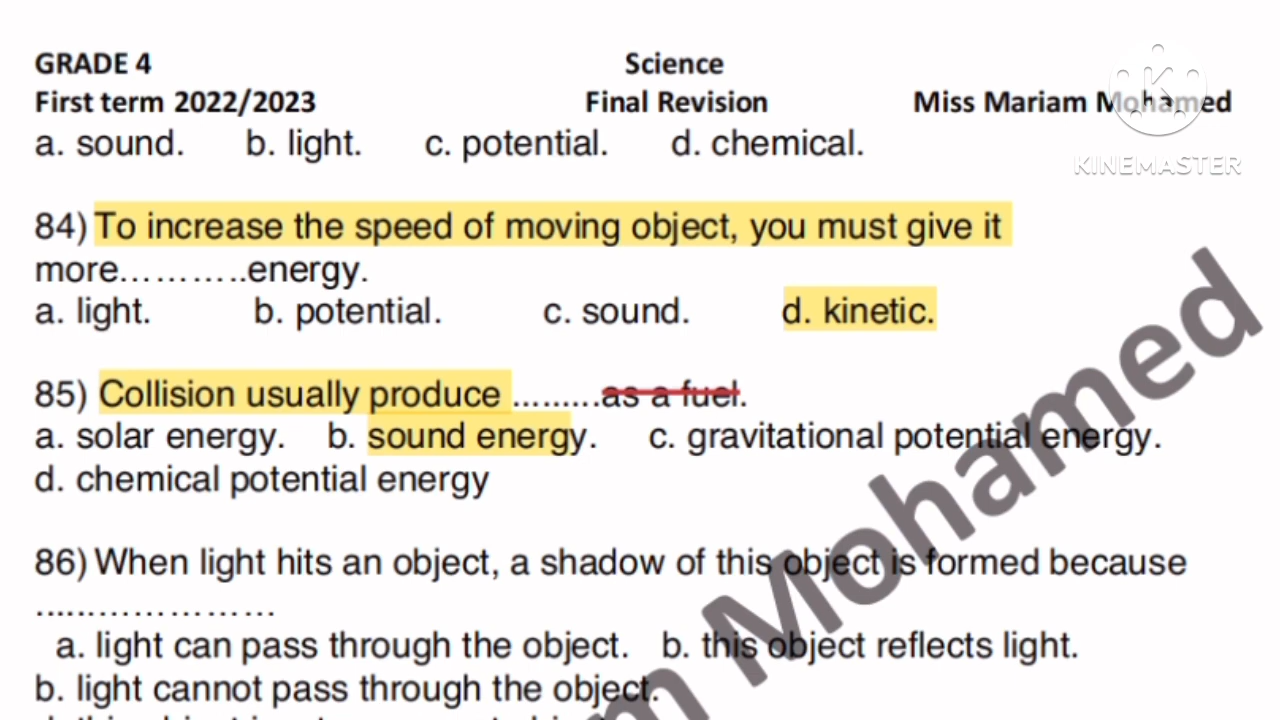 GRADE 4 Science
First term 2022/2023 Final Revision Miss Mariam Mohamed
KINEMASTER
a. sound. b. light. c. potential. d. chemical.
84) To increase the speed of moving object, you must give it
more...........energy.
a. light. b. potential. c. sound. d. kinetic.
85) Collision usually produce .........as a fuel.
a. solar energy. b. sound energy. c. gravitational potential energy.
d. chemical potential energy
86) When light hits an object, a shadow of this object is formed because
.....................
a. light can pass through the object. b. this object reflects light.
b. light cannot pass through the object.
m Mohamed